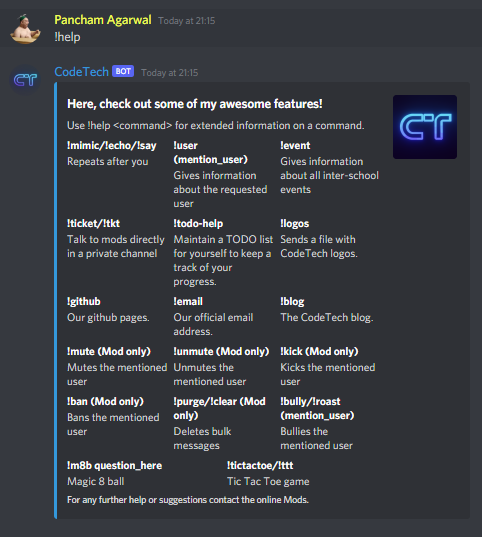 Pancham Agarwal Today at 21:15
!help
CodeTech BOT Today at 21:15
Here, check out some of my awesome features!
Use !help <command> for extended information on a command.
CT
!mimic/!echo/!say
Repeats after you
!user
(mention_user)
Gives information
about the requested
user
!event
Gives information
about all inter-school
events
!ticket/!tkt
Talk to mods directly
in a private channel
!todo-help
Maintain a TODO list
for yourself to keep a
track of your
progress.
!logos
Sends a file with
CodeTech logos.
!github
Our github pages.
!email
Our official email
address.
!blog
The CodeTech blog.
!mute (Mod only)
Mutes the mentioned
user
!unmute (Mod only)
Unmutes the
mentioned user
!kick (Mod only)
Kicks the mentioned
user
!ban (Mod only)
Bans the mentioned
user
!purge/!clear (Mod
only)
Deletes bulk
messages
!bully/!roast
(mention_user)
Bullies the
mentioned user
!m8b question_here
Magic 8 ball
!tictactoe/!ttt
Tic Tac Toe game
For any further help or suggestions contact the online Mods.